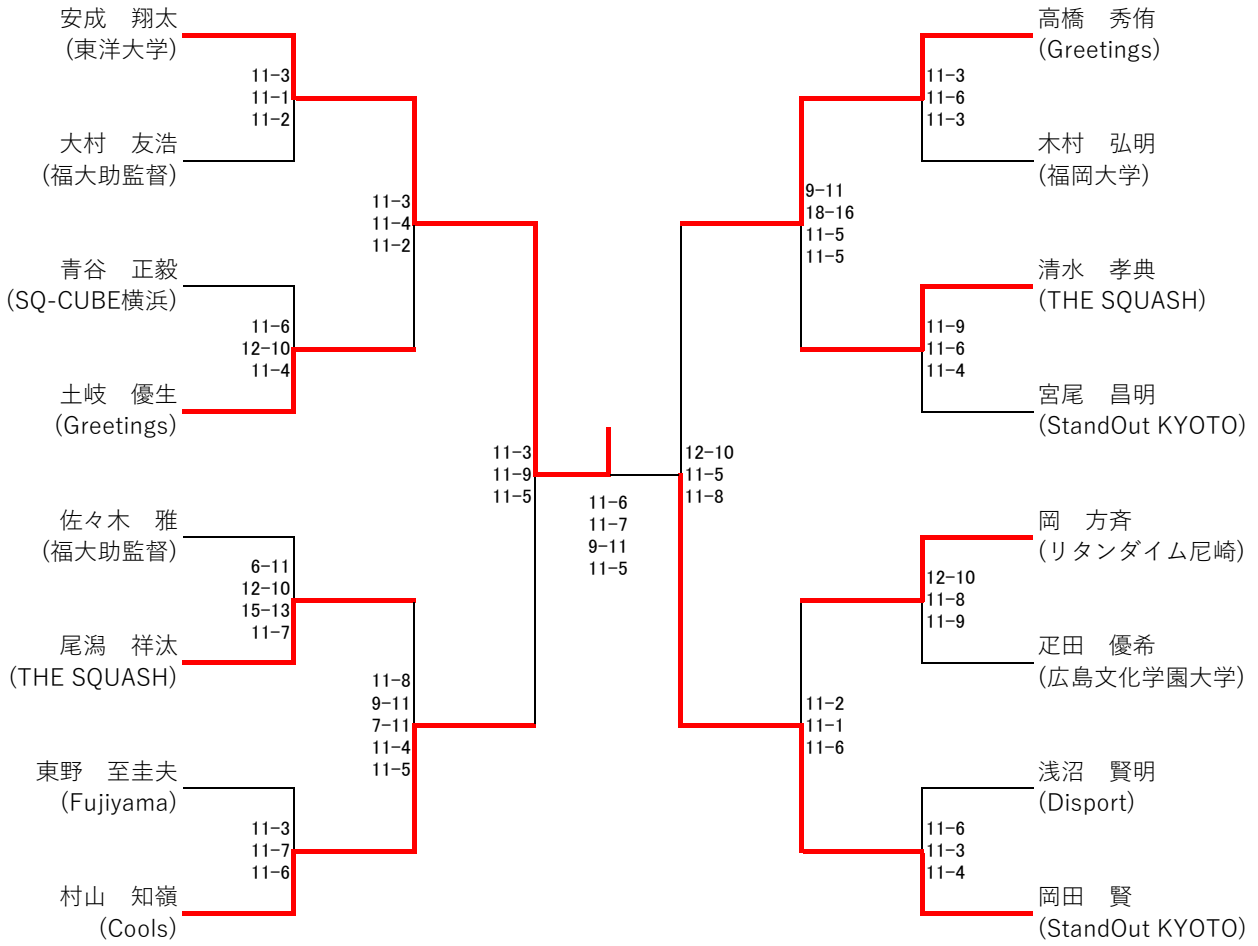 安成　翔太
(東洋大学)
11-3
11-1
11-2
大村　友浩
(福大助監督)
11-3
11-4
11-2
青谷　正毅
(SQ-CUBE横浜)
11-6
12-10
11-4
土岐　優生
(Greetings)
11-3
11-9
11-5
佐々木　雅
(福大助監督)
6-11
12-10
15-13
11-7
尾潟　祥汰
(THE SQUASH)
11-8
9-11
7-11
11-4
11-5
東野　至圭夫
(Fujiyama)
11-3
11-7
11-6
村山　知嶺
(Cools)
11-6
11-7
9-11
11-5
高橋　秀侑
(Greetings)
11-3
11-6
11-3
木村　弘明
(福岡大学)
9-11
18-16
11-5
11-5
清水　孝典
(THE SQUASH)
11-9
11-6
11-4
宮尾　昌明
(StandOut KYOTO)
12-10
11-5
11-8
岡　方斉
(リタンダイム尼崎)
12-10
11-8
11-9
疋田　優希
(広島文化学園大学)
11-2
11-1
11-6
浅沼　賢明
(Disport)
11-6
11-3
11-4
岡田　賢
(StandOut KYOTO)